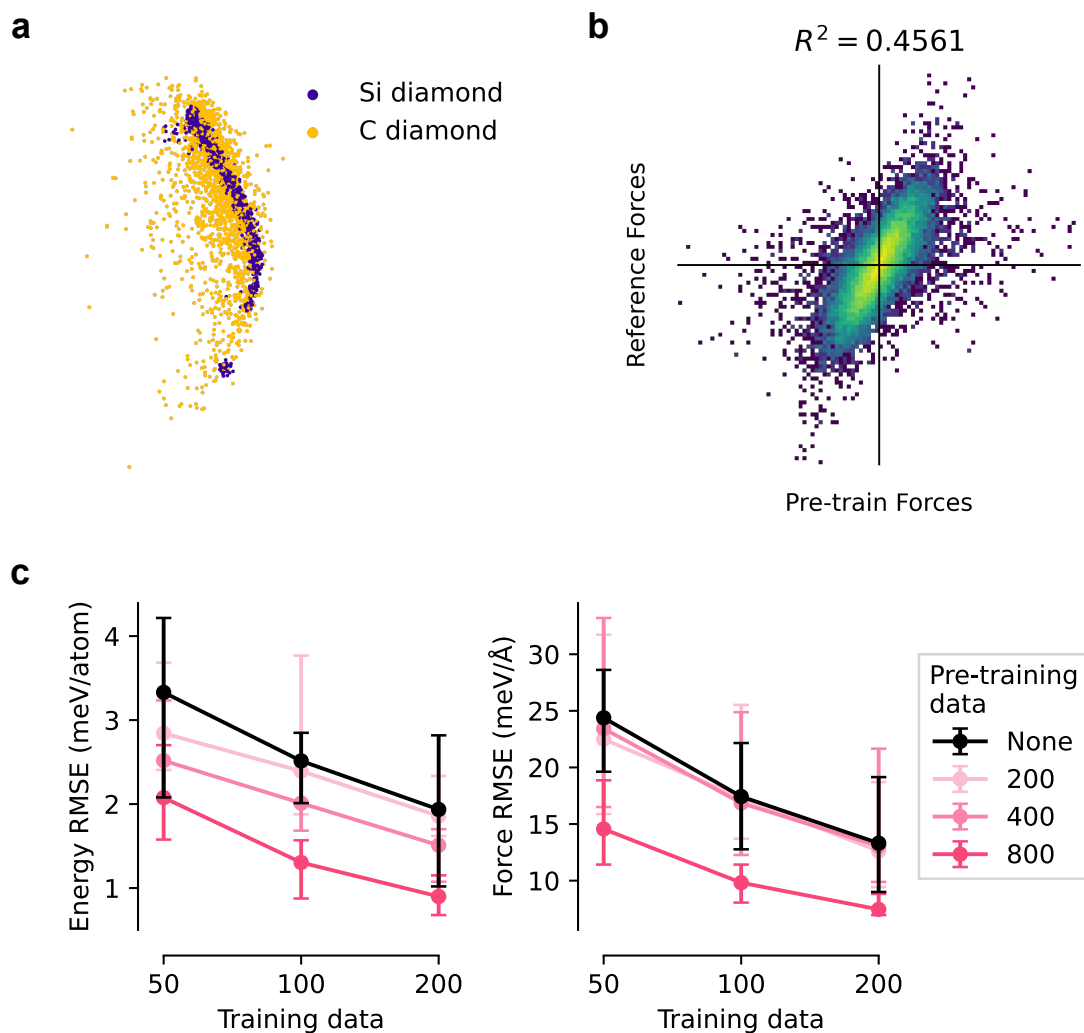 a
Si diamond
C diamond
b
R² = 0.4561
Reference Forces
Pre-train Forces
c
Energy RMSE (meV/atom)
4
3
2
1
50
100
200
Training data
Force RMSE (meV/Å)
30
25
20
15
10
50
100
200
Training data
Pre-training
data
None
200
400
800